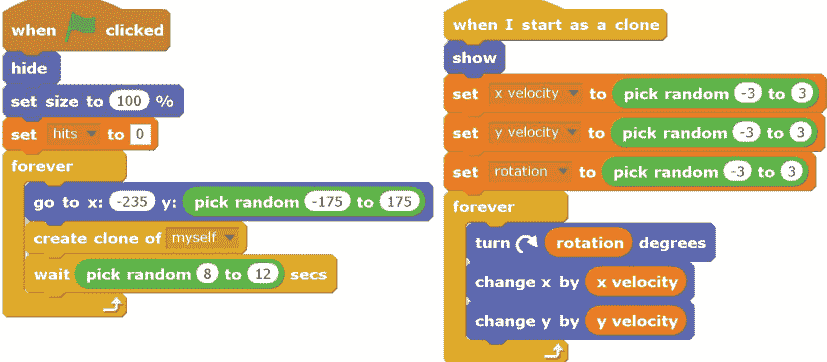 when clicked
hide
set size to 100 %
set hits to 0
forever
go to x: -235 y: pick random -175 to 175
create clone of myself
wait pick random 8 to 12 secs
when I start as a clone
show
set x velocity to pick random -3 to 3
set y velocity to pick random -3 to 3
set rotation to pick random -3 to 3
forever
turn rotation degrees
change x by x velocity
change y by y velocity